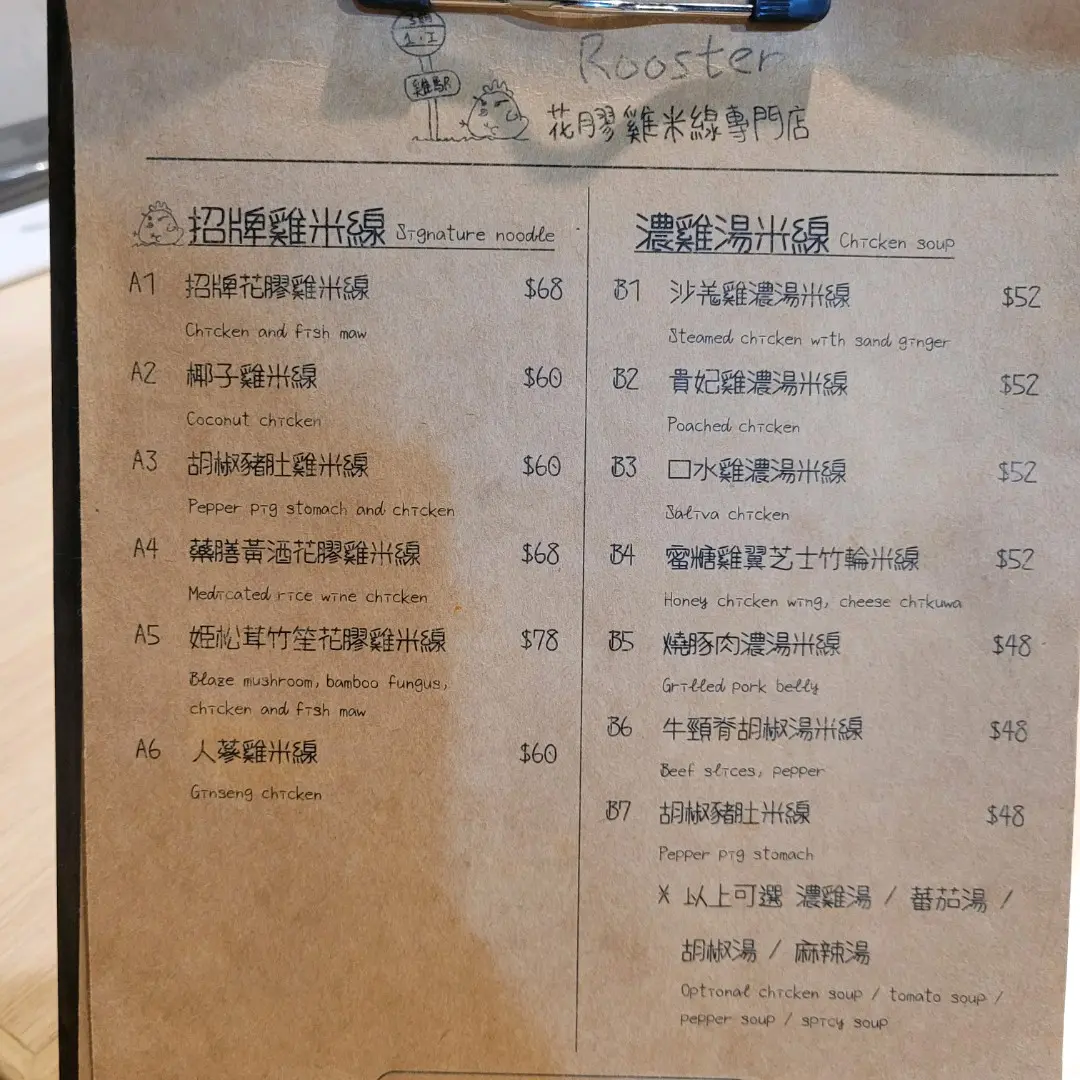 1.I
雞駅
Rooster
花膠雞米線專門店
招牌雞米線 Signature noodle
A1 招牌花膠雞米線 $68
Chicken and fish maw
A2 椰子雞米線 $60
Coconut chicken
A3 胡椒豬肚雞米線 $60
Pepper pig stomach and chicken
A4 藥膳黃酒花膠雞米線 $68
Medicated rice wine chicken
A5 姬松茸竹笙花膠雞米線 $78
Blaze mushroom, bamboo fungus,
chicken and fish maw
A6 人蔘雞米線 $60
Ginseng chicken
濃雞湯米線 Chicken soup
B1 沙羗雞濃湯米線 $52
Steamed chicken with sand ginger
B2 貴妃雞濃湯米線 $52
Poached chicken
B3 口水雞濃湯米線 $52
Saliva chicken
B4 蜜糖雞翼芝士竹輪米線 $52
Honey chicken wing, cheese chikuwa
B5 燒豚肉濃湯米線 $48
Grilled pork belly
B6 牛頸脊胡椒湯米線 $48
Beef slices, pepper
B7 胡椒豬肚米線 $48
Pepper pig stomach
* 以上可選 濃雞湯 / 蕃茄湯 /
胡椒湯 / 麻辣湯
Optional chicken soup / tomato soup /
pepper soup / spicy soup